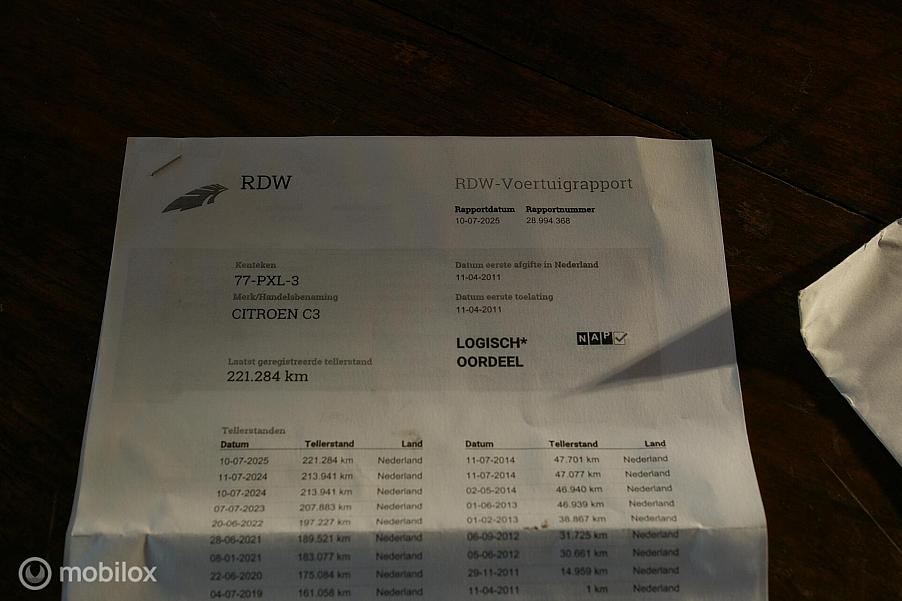 RDW
RDW-Voertuigrapport
Rapportdatum Rapportnummer
10-07-2025 28.994.368
Kenteken
77-PXL-3
Merk/Handelsbenaming
CITROEN C3
Laatst geregistreerde tellerstand
221.284 km
Datum eerste afgifte in Nederland
11-04-2011
Datum eerste toelating
11-04-2011
LOGISCH*
OORDEEL
NAP
Tellerstanden
Datum Tellerstand Land
10-07-2025 221.284 km Nederland
11-07-2024 213.941 km Nederland
10-07-2024 213.941 km Nederland
07-07-2023 207.883 km Nederland
20-06-2022 197.227 km Nederland
28-06-2021 189.521 km Nederland
08-01-2021 183.077 km Nederland
22-06-2020 175.084 km Nederland
04-07-2019 161.058 km Nederland
Datum Tellerstand Land
11-07-2014 47.701 km Nederland
11-07-2014 47.077 km Nederland
02-05-2014 46.940 km Nederland
01-06-2013 46.939 km Nederland
01-02-2013 38.867 km Nederland
06-09-2012 31.725 km Nederland
05-06-2012 30.661 km Nederland
29-11-2011 14.959 km Nederland
11-04-2011 1 km Nederland
mobilox